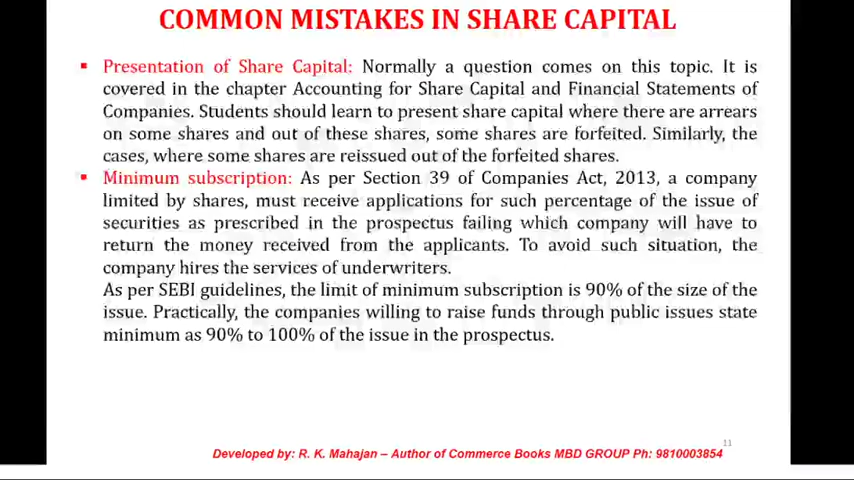 COMMON MISTAKES IN SHARE CAPITAL
▪ Presentation of Share Capital: Normally a question comes on this topic. It is
covered in the chapter Accounting for Share Capital and Financial Statements of
Companies. Students should learn to present share capital where there are arrears
on some shares and out of these shares, some shares are forfeited. Similarly, the
cases, where some shares are reissued out of the forfeited shares.
▪ Minimum subscription: As per Section 39 of Companies Act, 2013, a company
limited by shares, must receive applications for such percentage of the issue of
securities as prescribed in the prospectus failing which company will have to
return the money received from the applicants. To avoid such situation, the
company hires the services of underwriters.
As per SEBI guidelines, the limit of minimum subscription is 90% of the size of the
issue. Practically, the companies willing to raise funds through public issues state
minimum as 90% to 100% of the issue in the prospectus.
11
Developed by: R. K. Mahajan – Author of Commerce Books MBD GROUP Ph: 9810003854